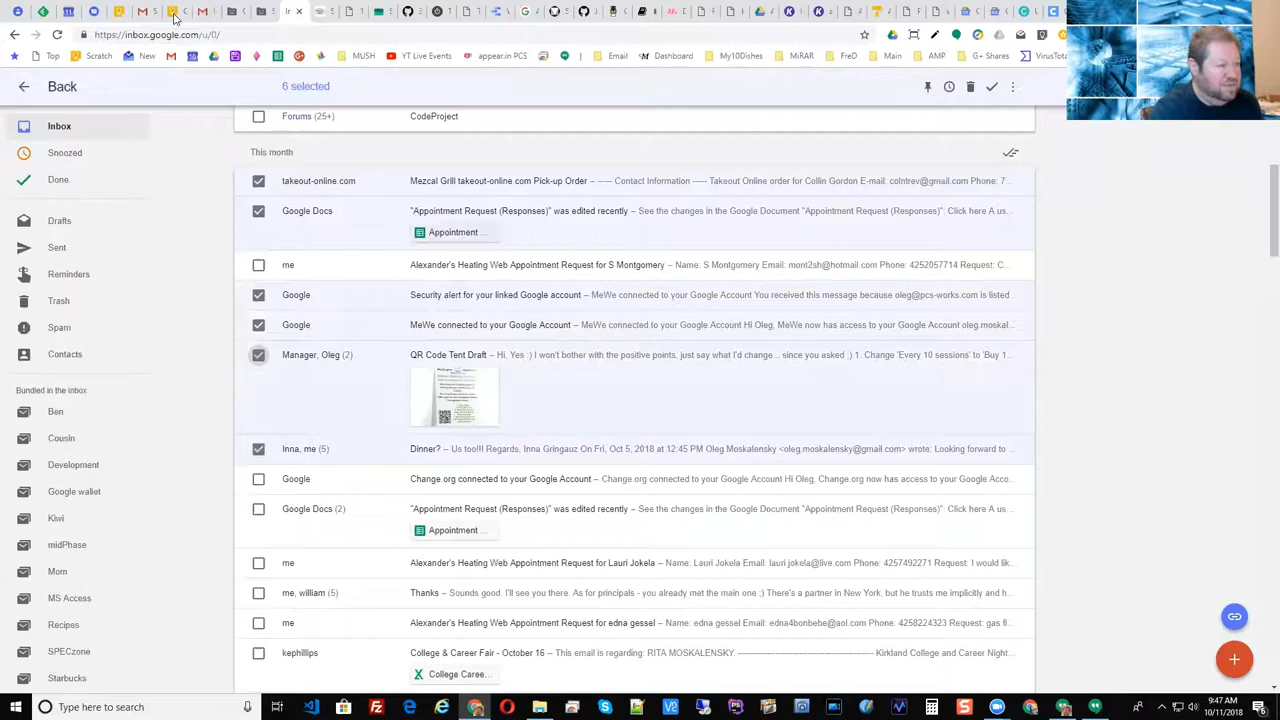 S
C
C
S
Ir
S
S
S
C
C
https://inbox.google.com/u/0/
Top
Scratch
New
USH
YT Live Events
appear.in PCS
Email
Dashboard
My10Dishes
MiRAR
FreD
Main
AMP
G+ Shares
VirusTota
Back
6 selected
Inbox
Snoozed
Done
Drafts
Sent
Reminders
Trash
Spam
Contacts
Bundled in the inbox
Ben
Cousin
Development
Google wallet
Kiwi
midPhase
Mom
MS Access
Recipes
SPECzone
Starbucks
Forums (25+) CodeProject
This month
takeout-online.com Mezcal Grill takeout-online.com Pick-up Order – ----- Contact Information ----- Takeout Online order for Collin Gordon E-mail: colntrev@gmail.com Phone: 7...
Google Docs "Appointment Request (Responses)" was edited recently – See the changes in the Google Document "Appointment Request (Responses)": Click here A us...
Appointment ...
me Alexander's Heating Web Appointment Request for S Montgomery – Name: S Montgomery Email: mont2sh@hotmail.com Phone: 4252057714 Request: C...
Google Security alert for your linked Google account – MeWe connected to your Google Account You received this message because oleg@pcs-works.com is listed...
Google MeWe connected to your Google Account – MeWe connected to your Google Account Hi Oleg, MeWe now has access to your Google Account oleg.moskal...
Manager, Oleg (2) QR Code Tent Draft – Hi, Yes :) I won't bother with the positive points, just say what I'd change... since you asked :) 1. Change 'Every 10 sessions' to 'Buy 1...
Inna, me (5) Dinner? – Us too!!! Regards, Inna Gringauz On Fri, Oct 5, 2018 at 12:45 PM Oleg Moskalensky <oleg.moskalensky@gmail.com> wrote: Looking forward to ...
Google Change.org connected to your Google Account – Change.org connected to your Google Account Hi Oleg, Change.org now has access to your Google Acco...
Google Docs (2) "Appointment Request (Responses)" was edited recently – See the changes in the Google Document "Appointment Request (Responses)": Click here A us...
Appointment ...
me Alexander's Heating Web Appointment Request for Lauri Jokela – Name: Lauri Jokela Email: lauri jokela@live.com Phone: 4257492271 Request: I would lik...
me, william (5) Thanks – Sounds good. I'll see you there. As for principals - you already met the main one ;) There's a partner in New York, but he trusts me implicitly and h...
me Alexander's Heating Web Appointment Request for edna gessel – Name: edna gessel Email: edna4bonbebe@aol.com Phone: 4258224323 Request: gas fi...
kephillips College & Career Fair - October 16 – This email is regarding: RITA MOSKALENSKY. ---------- Kirkland College and Career Night...
College Caree...
Type here to search
9:47 AM
10/11/2018
6